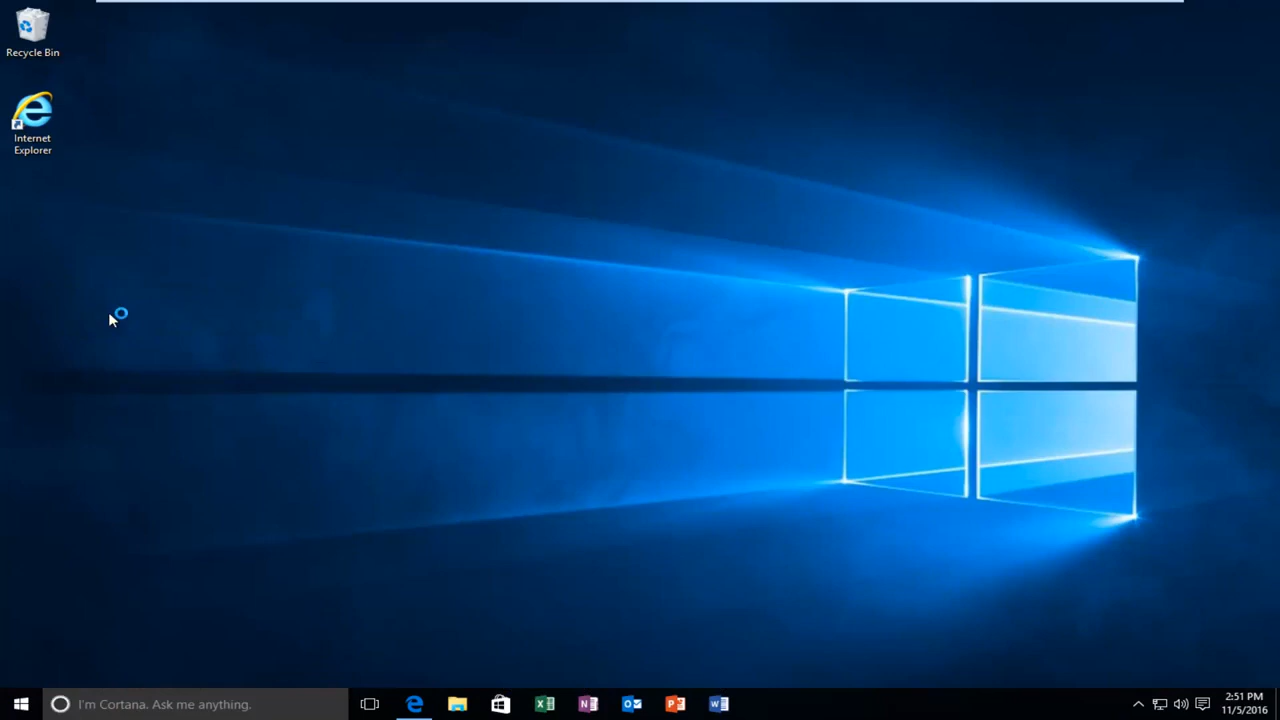 Recycle Bin
Internet
Explorer
I'm Cortana. Ask me anything.
2:51 PM
11/5/2016